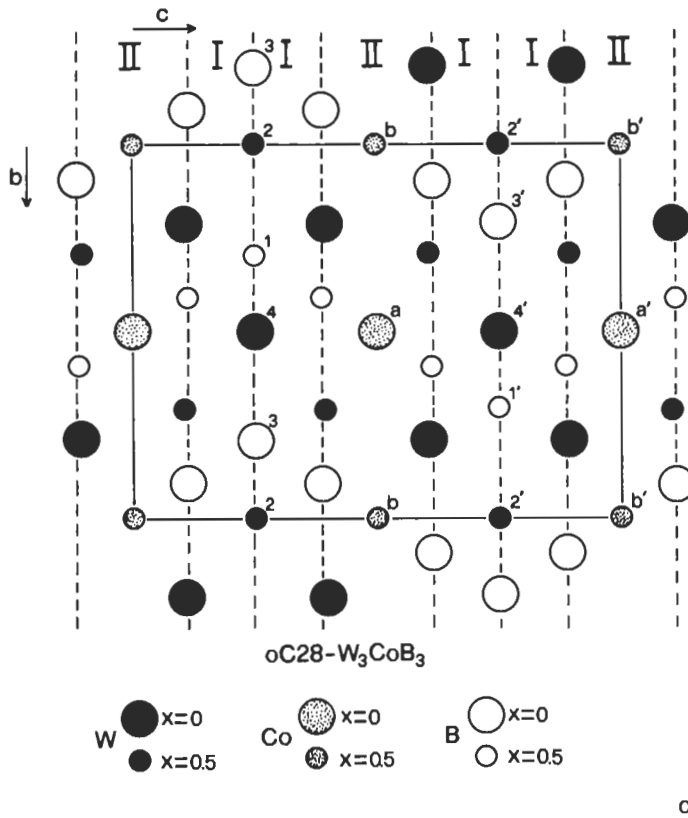 c
II I I II I I II
3
2 b 2' b'
b
3'
1
4 a 4' a'
1'
3
2 b 2' b'
oC28-W₃CoB₃
W x=0 Co x=0 B x=0
x=0.5 x=0.5 x=0.5